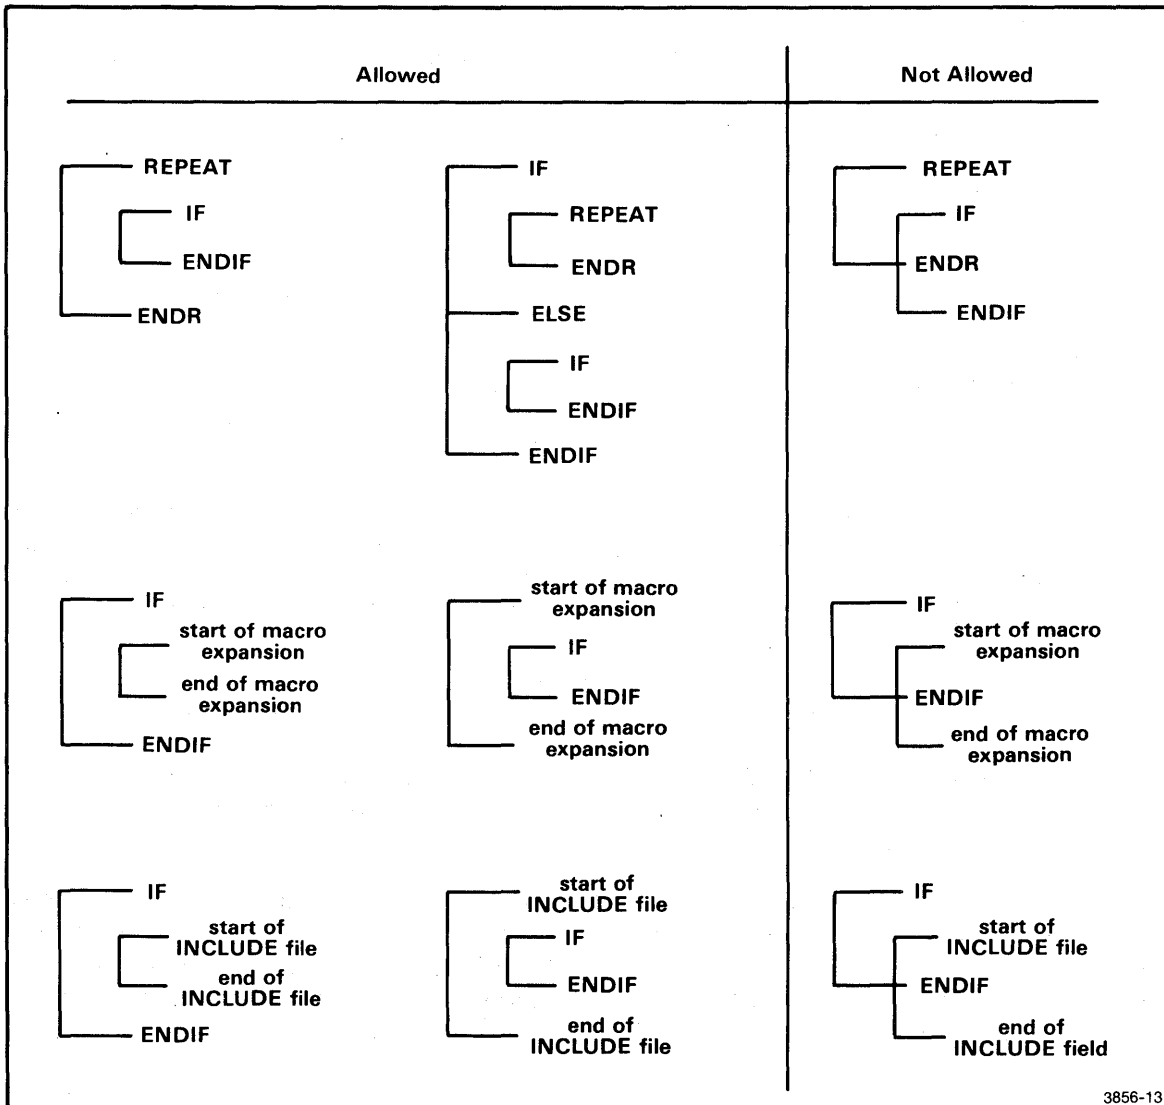 Allowed
Not Allowed
REPEAT
IF
ENDIF
ENDR
IF
REPEAT
ENDR
ELSE
IF
ENDIF
ENDIF
REPEAT
IF
ENDR
ENDIF
IF
start of macro
expansion
end of macro
expansion
ENDIF
start of macro
expansion
IF
ENDIF
end of macro
expansion
IF
start of macro
expansion
ENDIF
end of macro
expansion
IF
start of
INCLUDE file
end of
INCLUDE file
ENDIF
start of
INCLUDE file
IF
ENDIF
end of
INCLUDE file
IF
start of
INCLUDE file
ENDIF
end of
INCLUDE field
3856-13